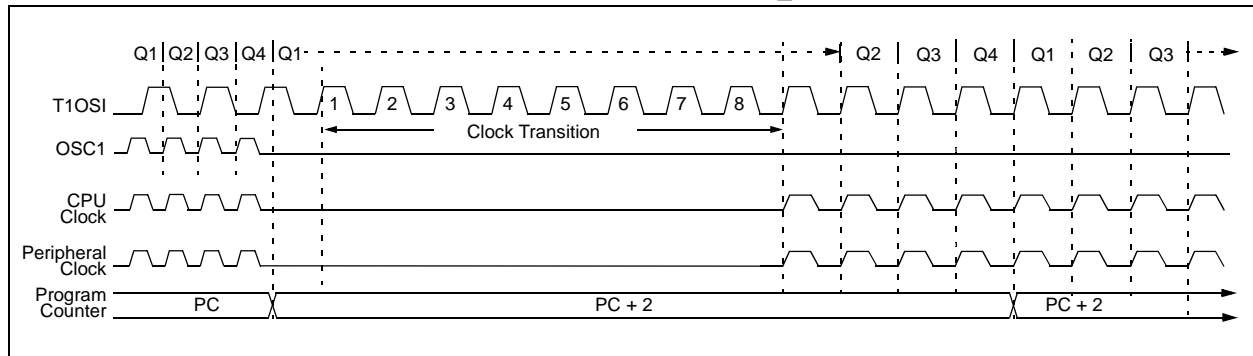 Q1 Q2 Q3 Q4 Q1 Q2 Q3 Q4 Q1 Q2 Q3
T1OSI 1 2 3 4 5 6 7 8
Clock Transition
OSC1
CPU
Clock
Peripheral
Clock
Program
Counter PC PC + 2 PC + 2